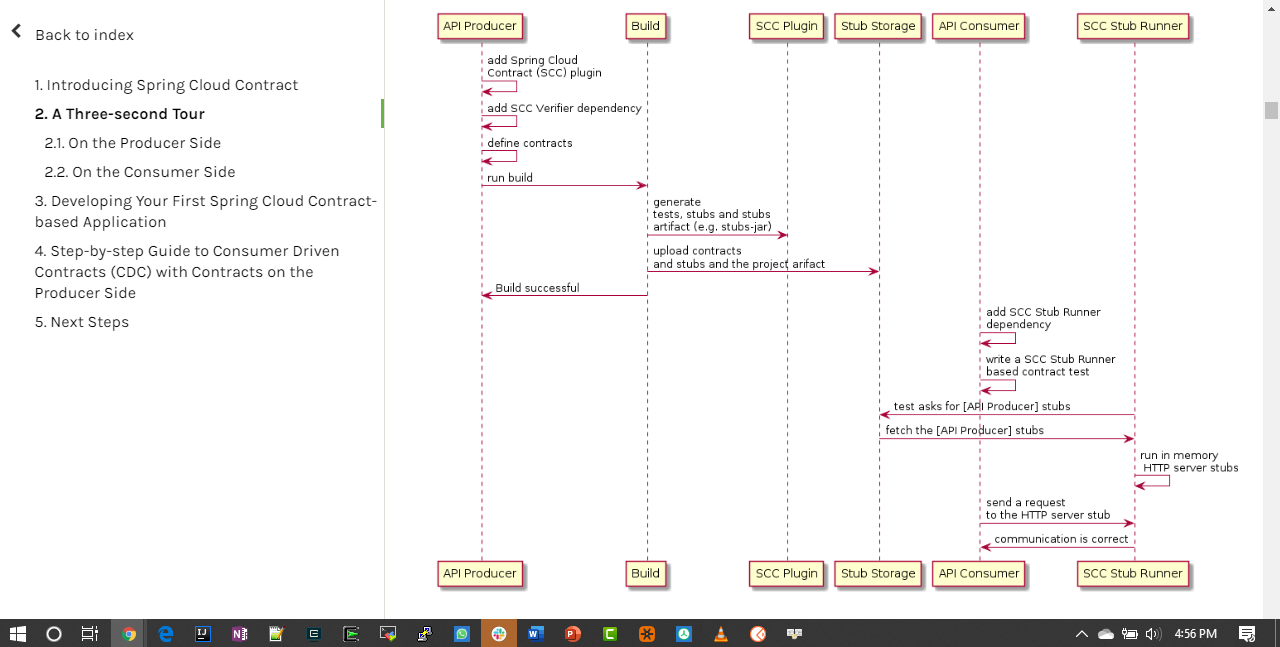 Back to index
1. Introducing Spring Cloud Contract
2. A Three-second Tour
2.1. On the Producer Side
2.2. On the Consumer Side
3. Developing Your First Spring Cloud Contract-
based Application
4. Step-by-step Guide to Consumer Driven
Contracts (CDC) with Contracts on the
Producer Side
5. Next Steps
API Producer
Build
SCC Plugin
Stub Storage
API Consumer
SCC Stub Runner
add Spring Cloud
Contract (SCC) plugin
add SCC Verifier dependency
define contracts
run build
generate
tests, stubs and stubs
artifact (e.g. stubs-jar)
upload contracts
and stubs and the project arifact
Build successful
add SCC Stub Runner
dependency
write a SCC Stub Runner
based contract test
test asks for [API Producer] stubs
fetch the [API Producer] stubs
run in memory
HTTP server stubs
send a request
to the HTTP server stub
communication is correct
API Producer
Build
SCC Plugin
Stub Storage
API Consumer
SCC Stub Runner
4:56 PM